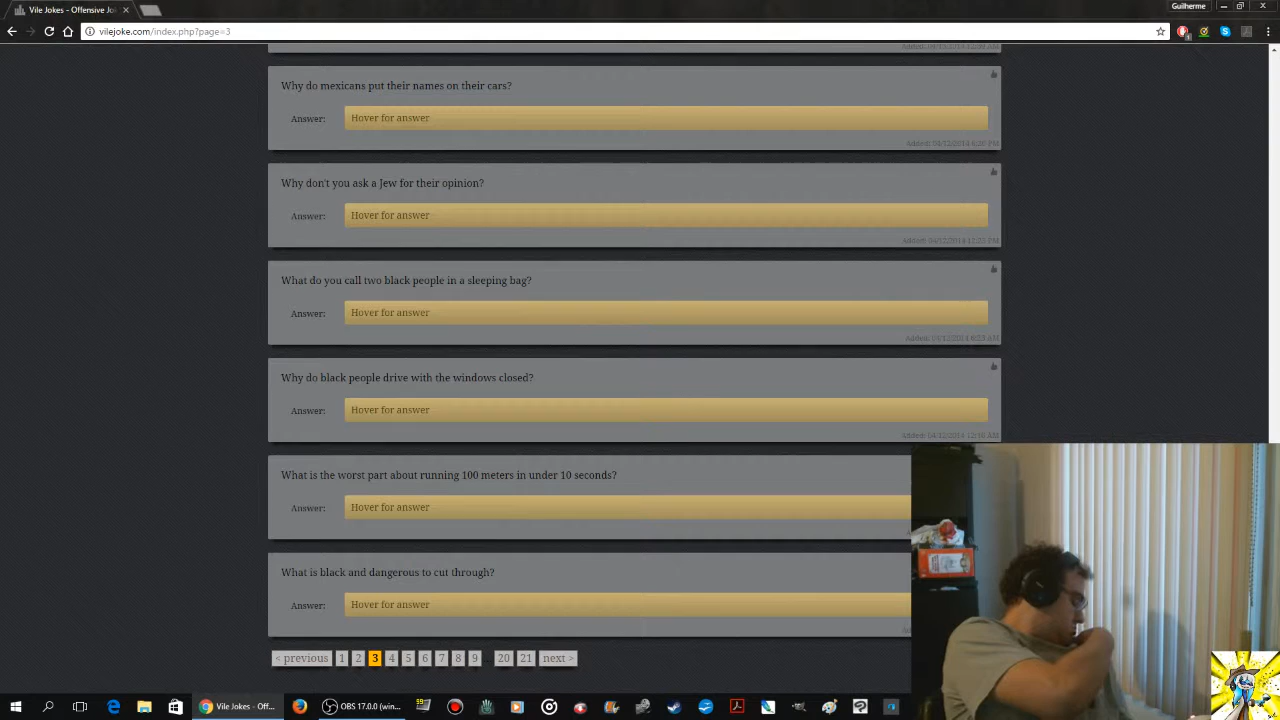 Vile Jokes - Offensive Jo
Guilherme
vilejoke.com/index.php?page=3
Why do mexicans put their names on their cars?
Answer:
Hover for answer
Why don't you ask a Jew for their opinion?
Answer:
Hover for answer
What do you call two black people in a sleeping bag?
Answer:
Hover for answer
Why do black people drive with the windows closed?
Answer:
Hover for answer
What is the worst part about running 100 meters in under 10 seconds?
Answer:
Hover for answer
What is black and dangerous to cut through?
Answer:
Hover for answer
< previous 1 2 3 4 5 6 7 8 9 .. 20 21 next >
Vile Jokes - Offensiv...
OBS 17.0.0 (win...